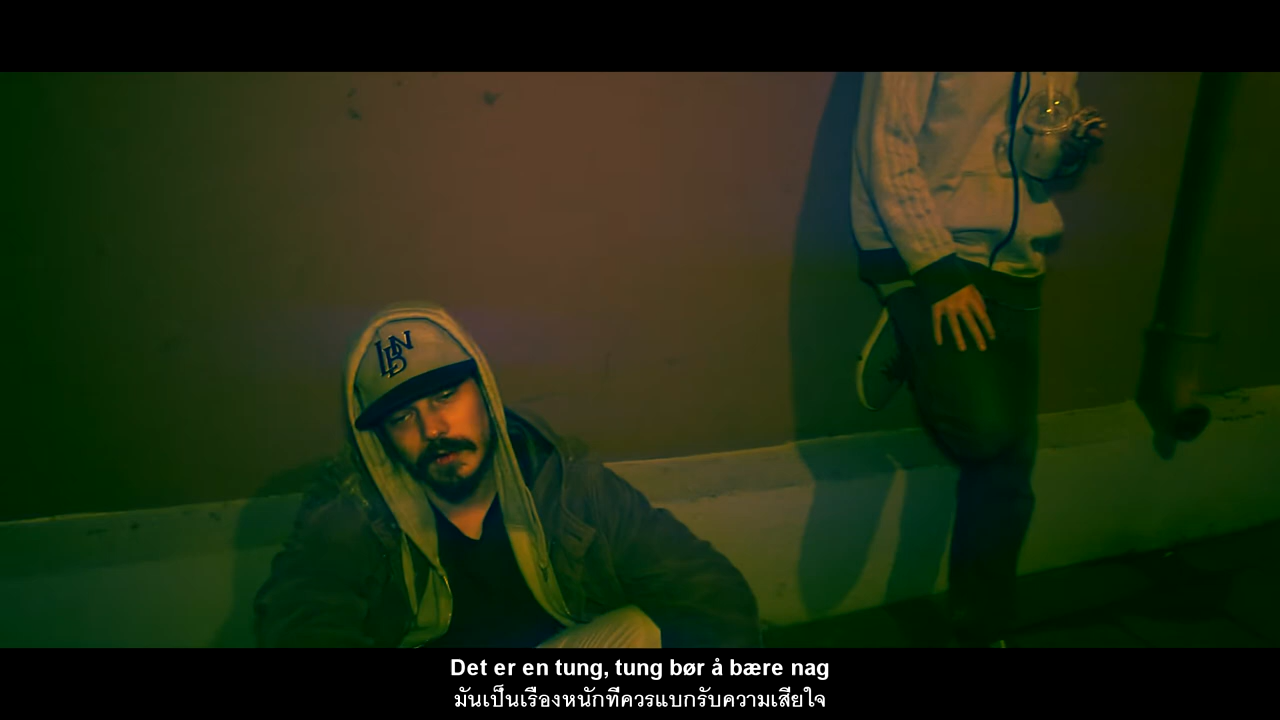 LDN
Det er en tung, tung bør å bære nag
มันเป็นเรื่องหนักที่ควรแบกรับความเสียใจ